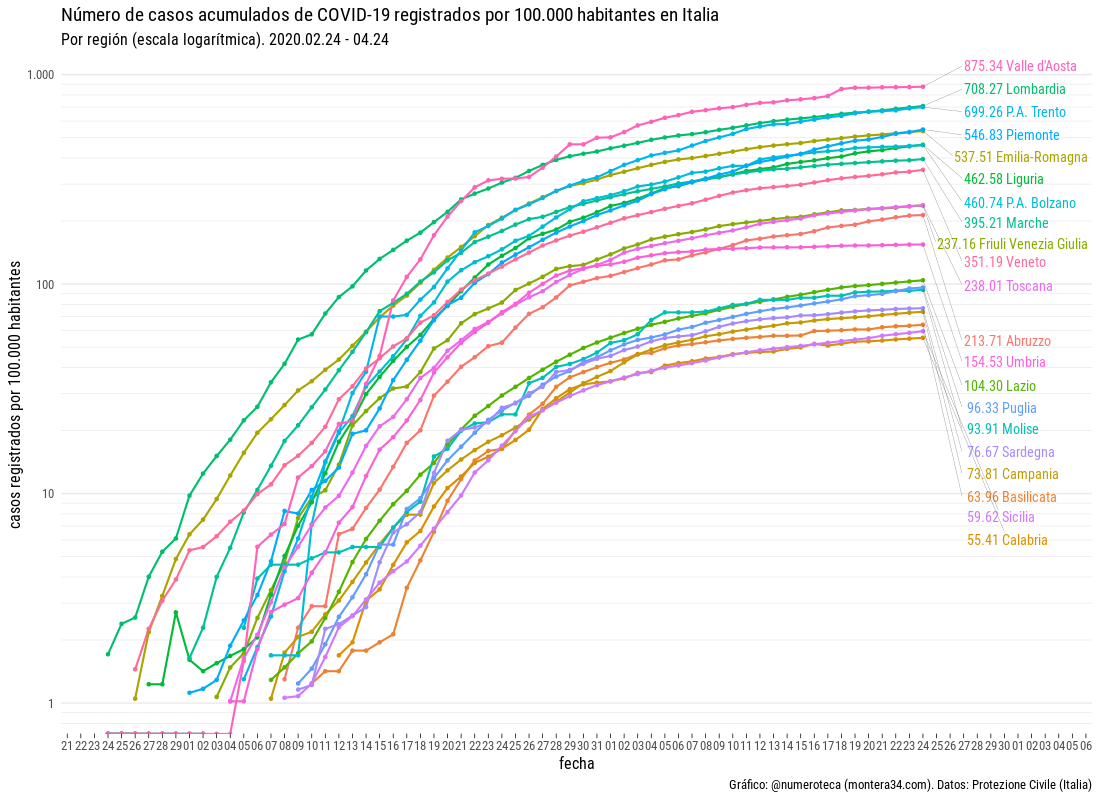 Número de casos acumulados de COVID-19 registrados por 100.000 habitantes en Italia
Por región (escala logarítmica). 2020.02.24 - 04.24
casos registrados por 100.000 habitantes
1.000
100
10
1
875.34 Valle d'Aosta
708.27 Lombardia
699.26 P.A. Trento
546.83 Piemonte
537.51 Emilia-Romagna
462.58 Liguria
460.74 P.A. Bolzano
395.21 Marche
237.16 Friuli Venezia Giulia
351.19 Veneto
238.01 Toscana
213.71 Abruzzo
154.53 Umbria
104.30 Lazio
96.33 Puglia
93.91 Molise
76.67 Sardegna
73.81 Campania
63.96 Basilicata
59.62 Sicilia
55.41 Calabria
21 22 23 24 25 26 27 28 29 01 02 03 04 05 06 07 08 09 10 11 12 13 14 15 16 17 18 19 20 21 22 23 24 25 26 27 28 29 30 31 01 02 03 04 05 06 07 08 09 10 11 12 13 14 15 16 17 18 19 20 21 22 23 24 25 26 27 28 29 30 01 02 03 04 05 06
fecha
Gráfico: @numeroteca (montera34.com). Datos: Protezione Civile (Italia)